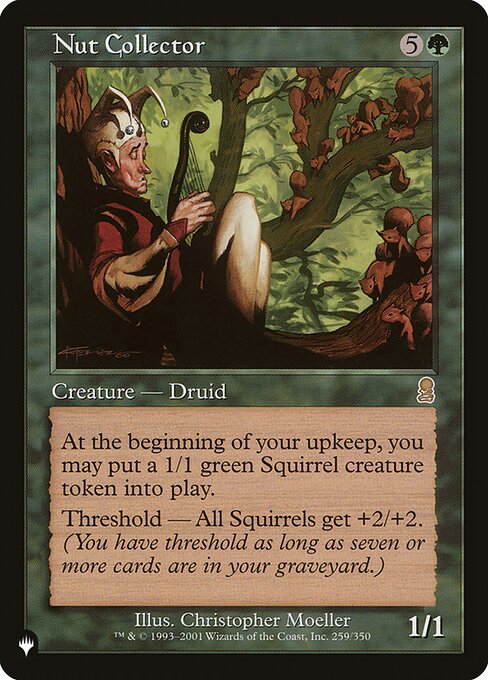 Nut Collector 5
Creature — Druid
At the beginning of your upkeep, you
may put a 1/1 green Squirrel creature
token into play.
Threshold — All Squirrels get +2/+2.
(You have threshold as long as seven or
more cards are in your graveyard.)
Illus. Christopher Moeller
™ & © 1993–2001 Wizards of the Coast, Inc. 259/350
1/1